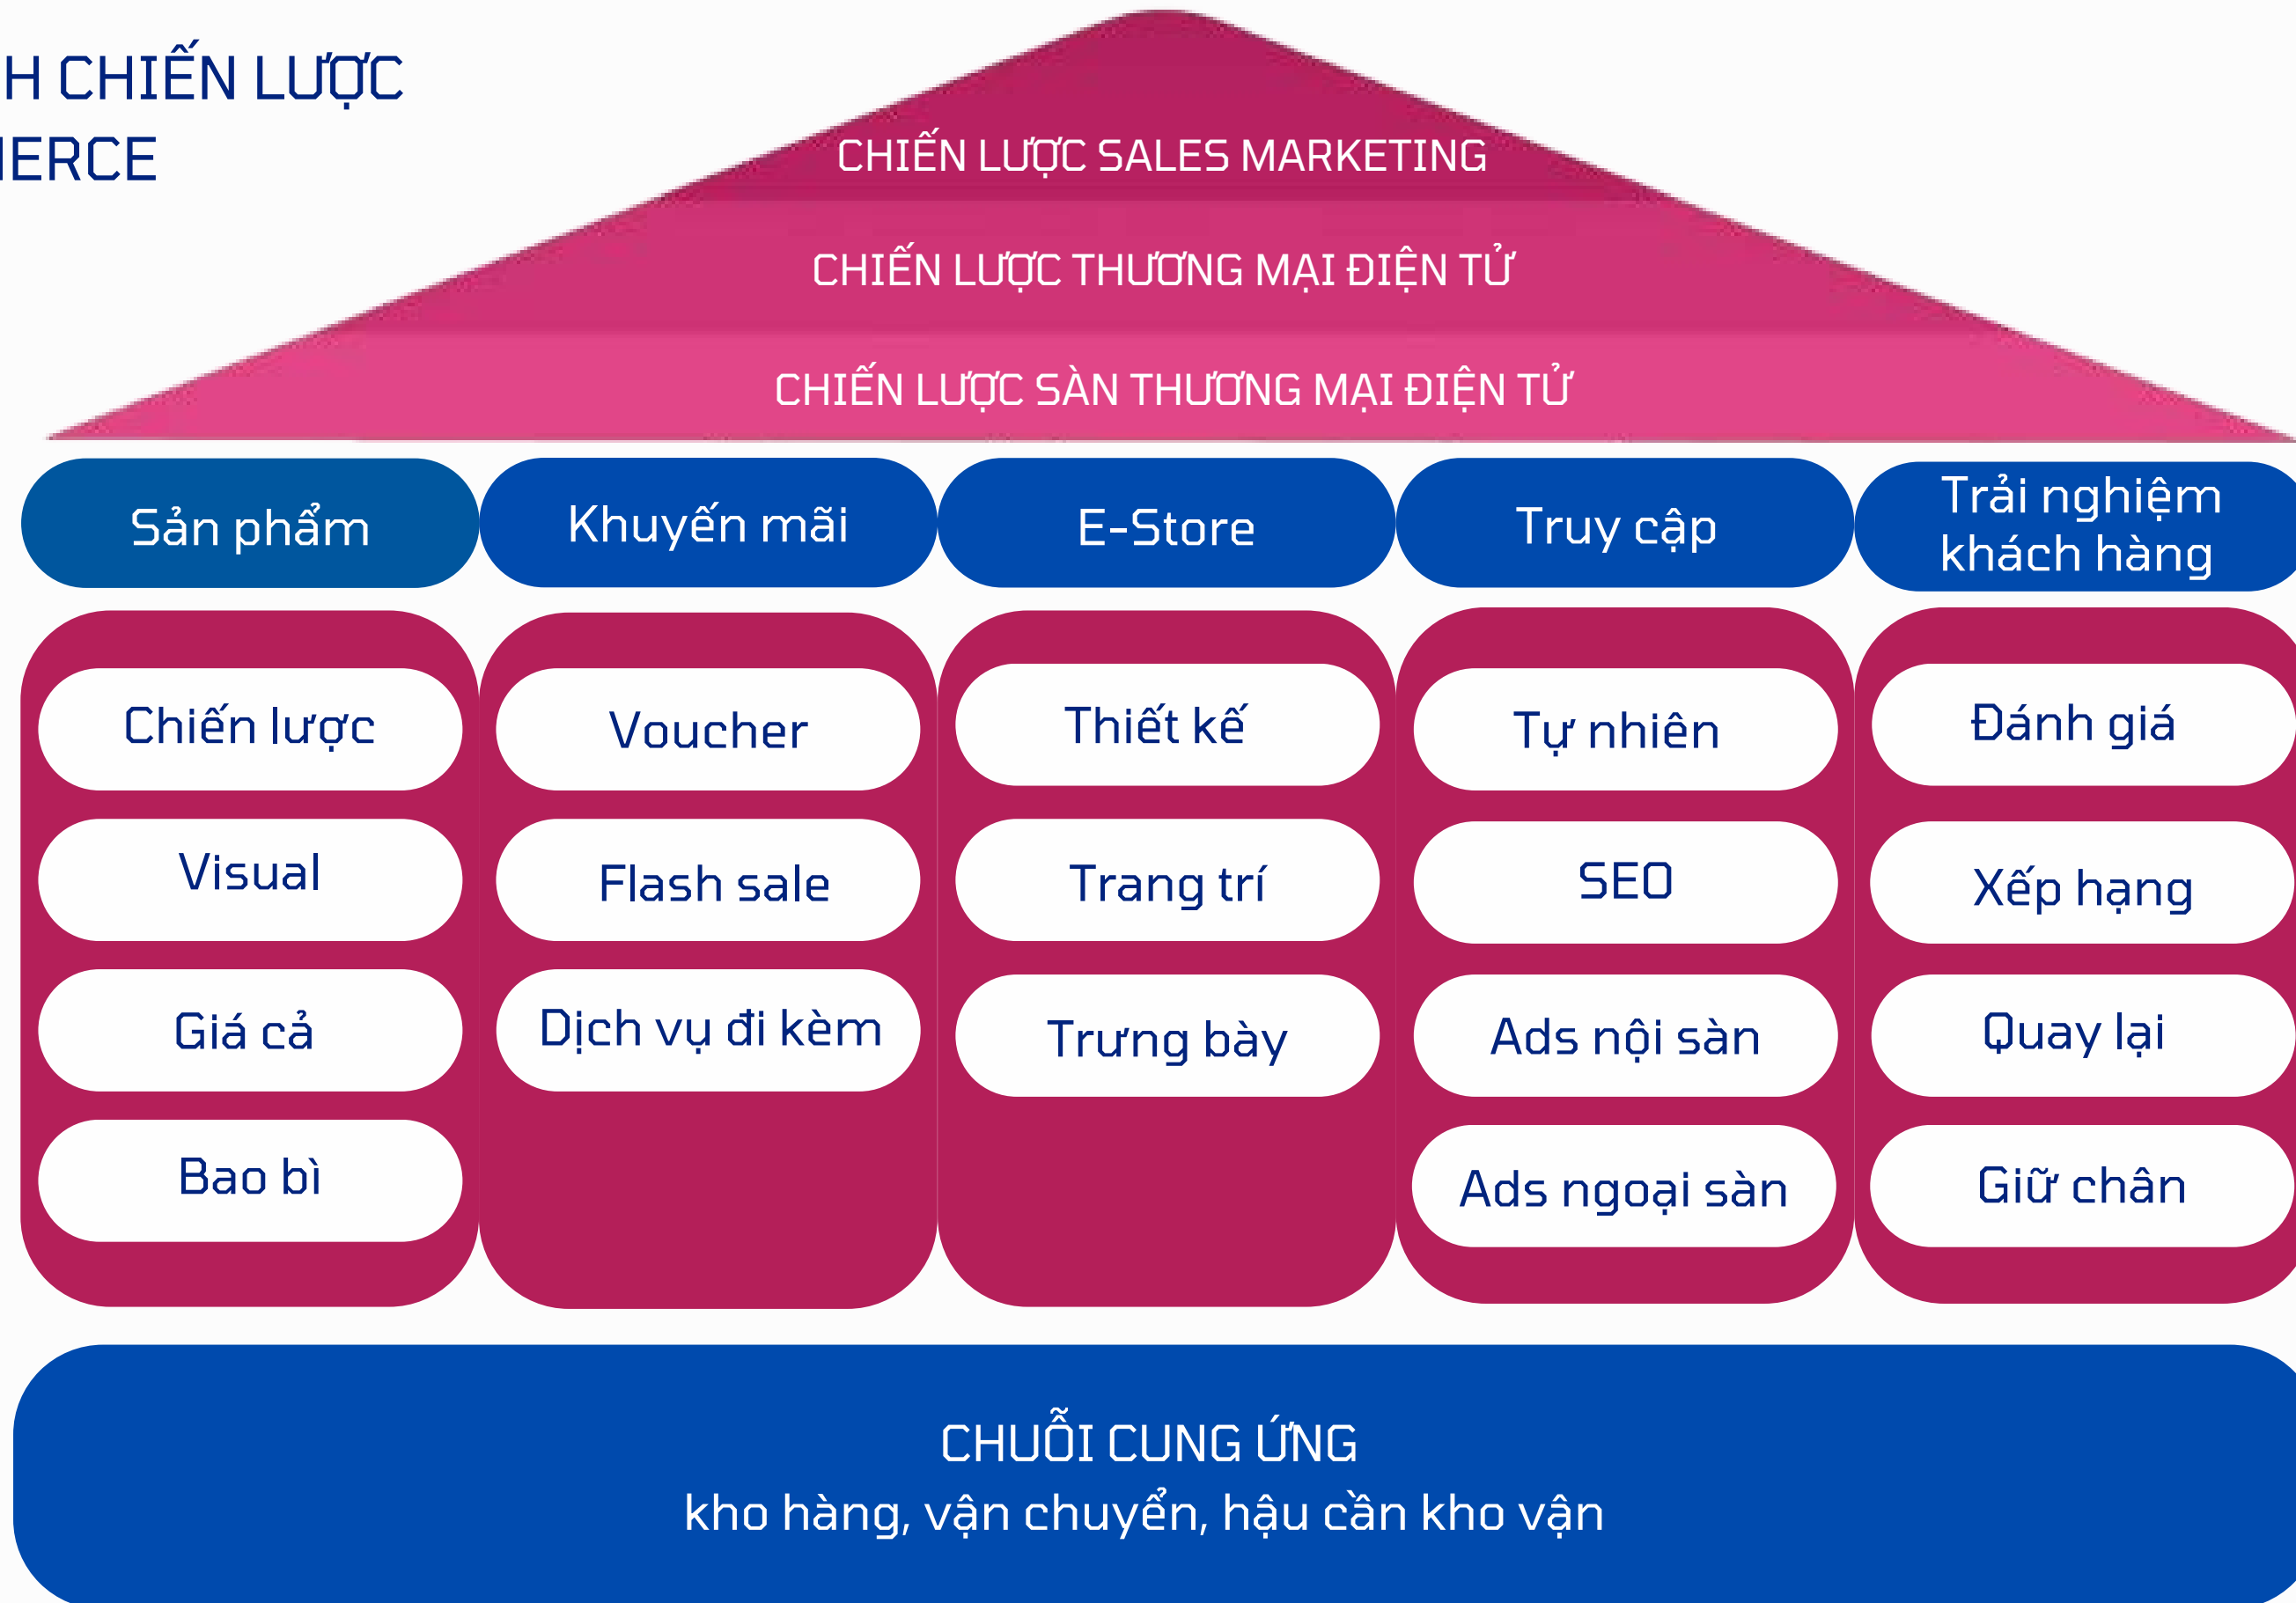 H CHIẾN LƯỢC
MERCE
CHIẾN LƯỢC SALES MARKETING
CHIẾN LƯỢC THƯƠNG MẠI ĐIỆN TỬ
CHIẾN LƯỢC SÀN THƯƠNG MẠI ĐIỆN TỬ
Sản phẩm
Chiến lược
Visual
Giá cả
Bao bì
Khuyến mãi
Voucher
Flash sale
Dịch vụ đi kèm
E-Store
Thiết kế
Trang trí
Trưng bày
Truy cập
Tự nhiên
SEO
Ads nội sàn
Ads ngoại sàn
Trải nghiệm
khách hàng
Đánh giá
Xếp hạng
Quay lại
Giữ chân
CHUỖI CUNG ỨNG
kho hàng, vận chuyển, hậu cần kho vận